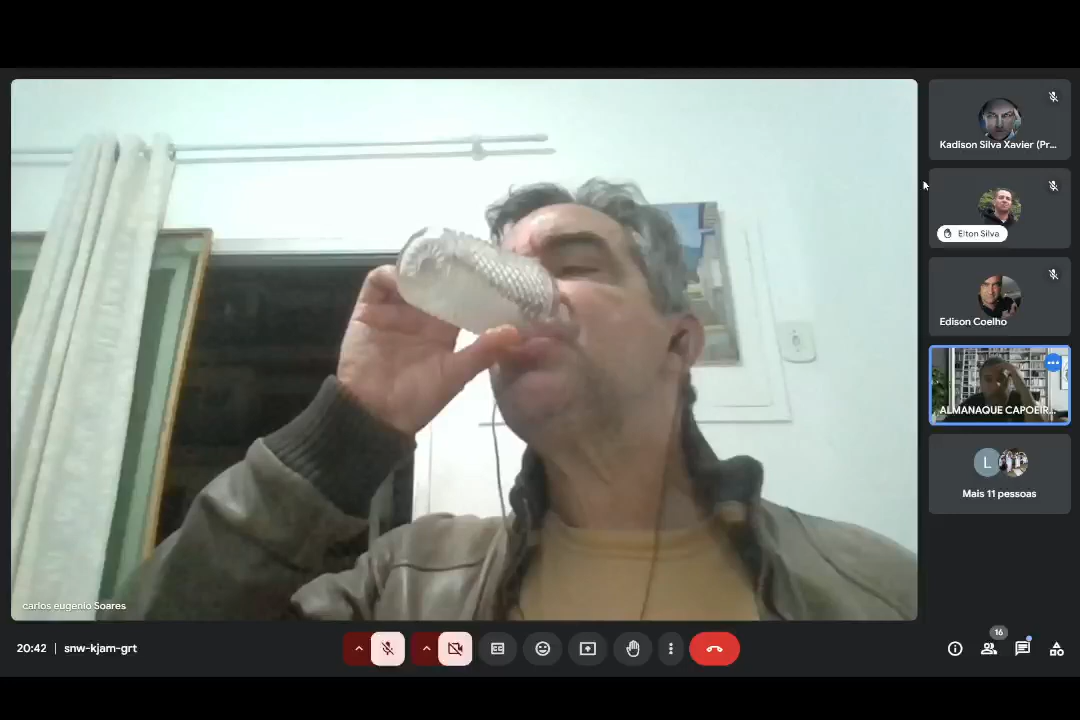 Kadison Silva Xavier (Pr...
Elton Silva
Edison Coelho
ALMANAQUE CAPOEIR...
L
Mais 11 pessoas
carlos eugenio Soares
20:42 | snw-kjam-grt
16